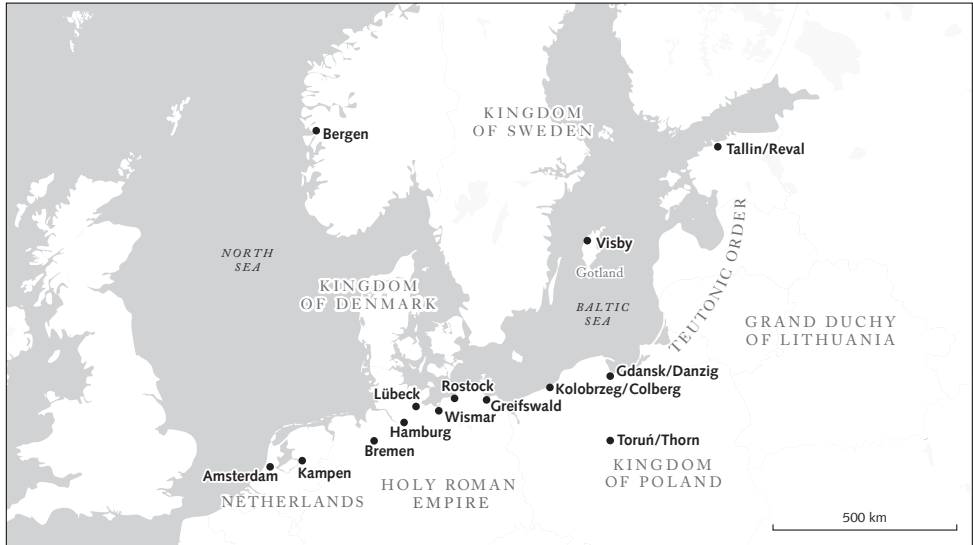 KINGDOM
OF SWEDEN
Bergen
Tallin/Reval
Visby
NORTH
SEA
Gotland
KINGDOM
OF DENMARK
BALTIC
SEA
TEUTONIC ORDER
GRAND DUCHY
OF LITHUANIA
Gdansk/Danzig
Kolobrzeg/Colberg
Rostock
Lübeck
Greifswald
Wismar
Hamburg
Bremen
Toruń/Thorn
KINGDOM
OF POLAND
Amsterdam
Kampen
NETHERLANDS
HOLY ROMAN
EMPIRE
500 km